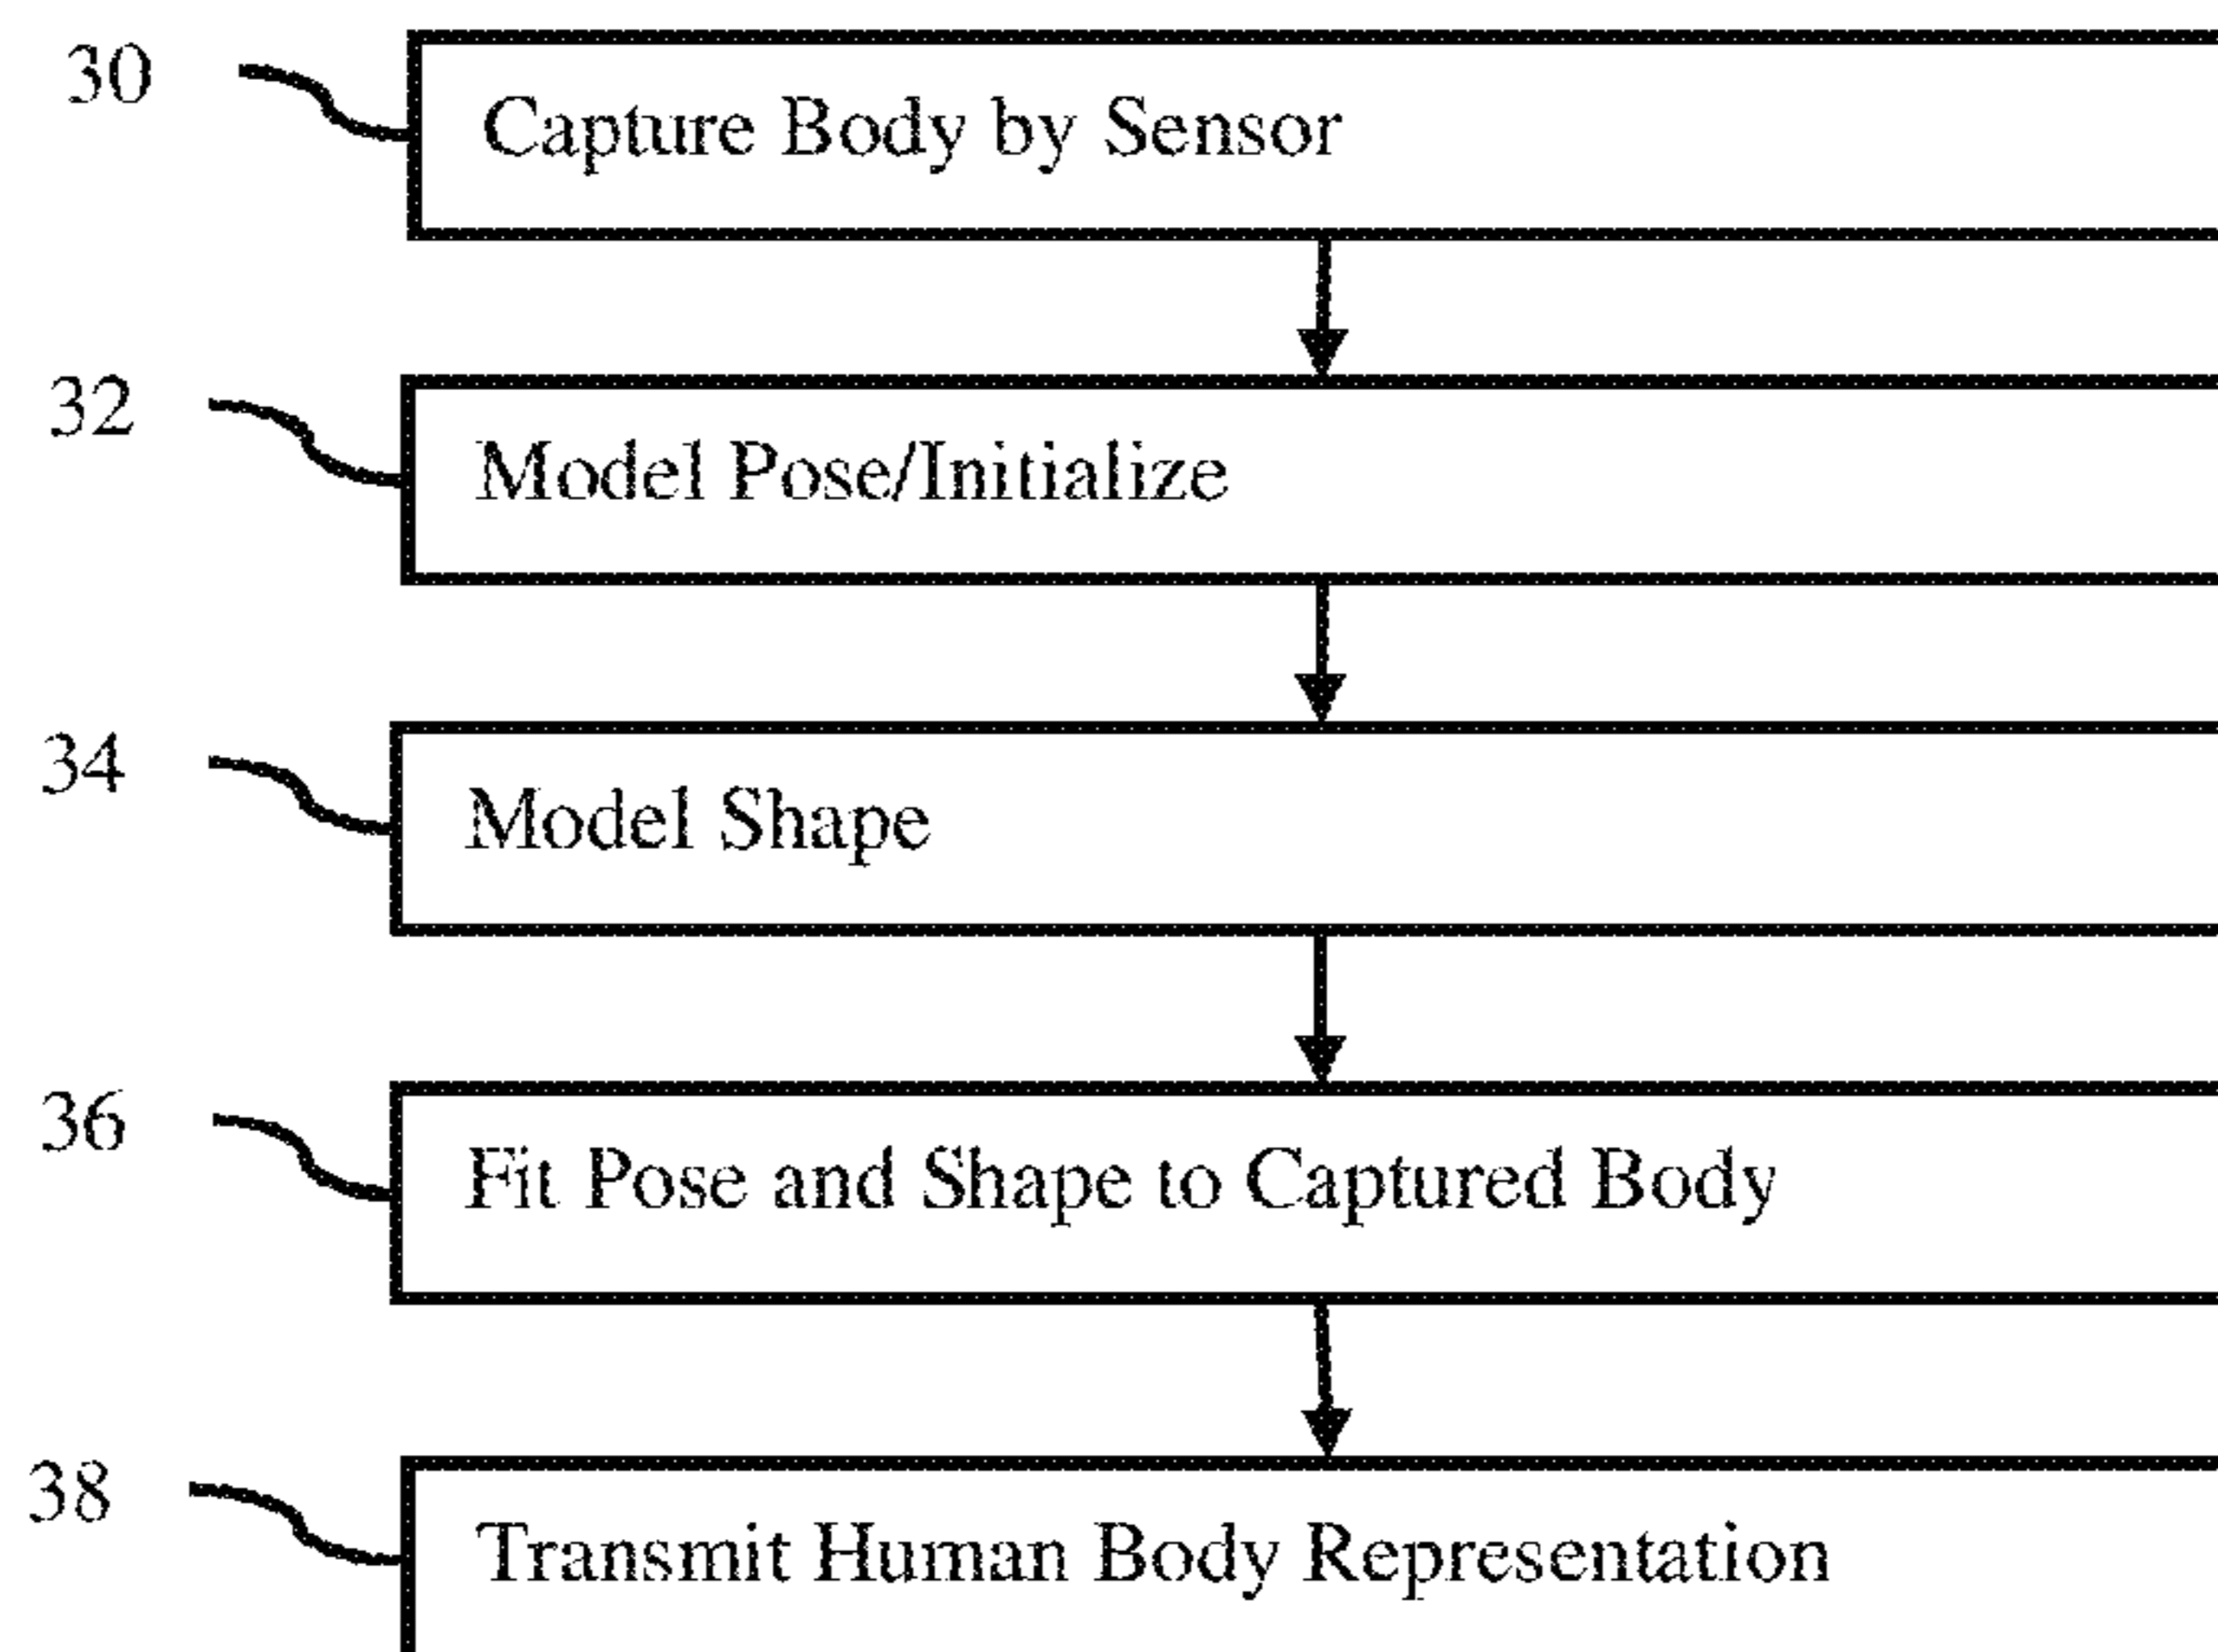 30 Capture Body by Sensor
32 Model Pose/Initialize
34 Model Shape
36 Fit Pose and Shape to Captured Body
38 Transmit Human Body Representation